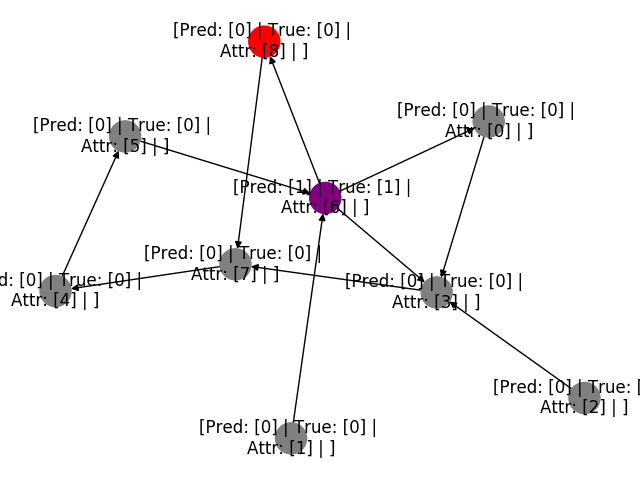 [Pred: [0] | True: [0] |
Attr: [8] | ]
[Pred: [0] | True: [0] |
Attr: [0] | ]
[Pred: [0] | True: [0] |
Attr: [5] | ]
[Pred: [1] | True: [1] |
Attr: [6] | ]
[Pred: [0] | True: [0] |
Attr: [7] | ]
d: [0] | True: [0] |
Attr: [4] | ]
[Pred: [0] | True: [0] |
Attr: [3] | ]
[Pred: [0] | True: [
Attr: [2] | ]
[Pred: [0] | True: [0] |
Attr: [1] | ]